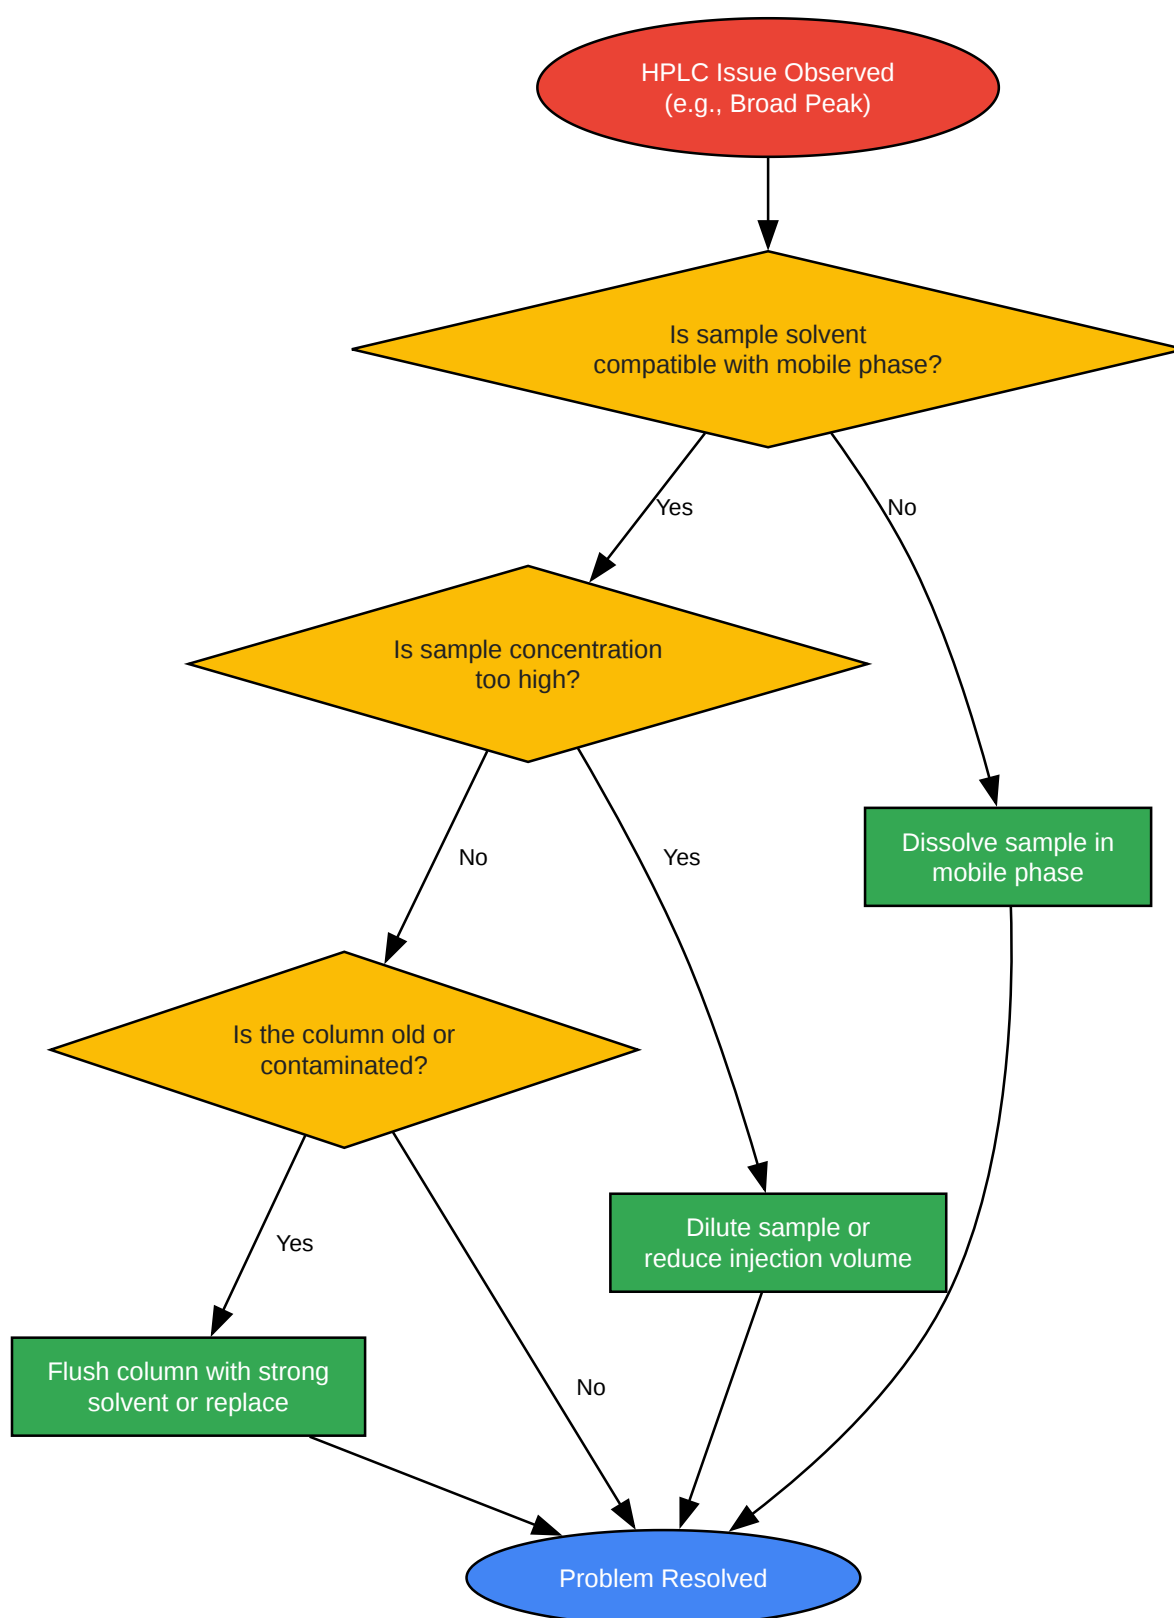 HPLC Issue Observed
(e.g., Broad Peak)
Is sample solvent
compatible with mobile phase?
Yes
No
Is sample concentration
too high?
No
Yes
Dissolve sample in
mobile phase
Is the column old or
contaminated?
Yes
No
Dilute sample or
reduce injection volume
Flush column with strong
solvent or replace
Problem Resolved